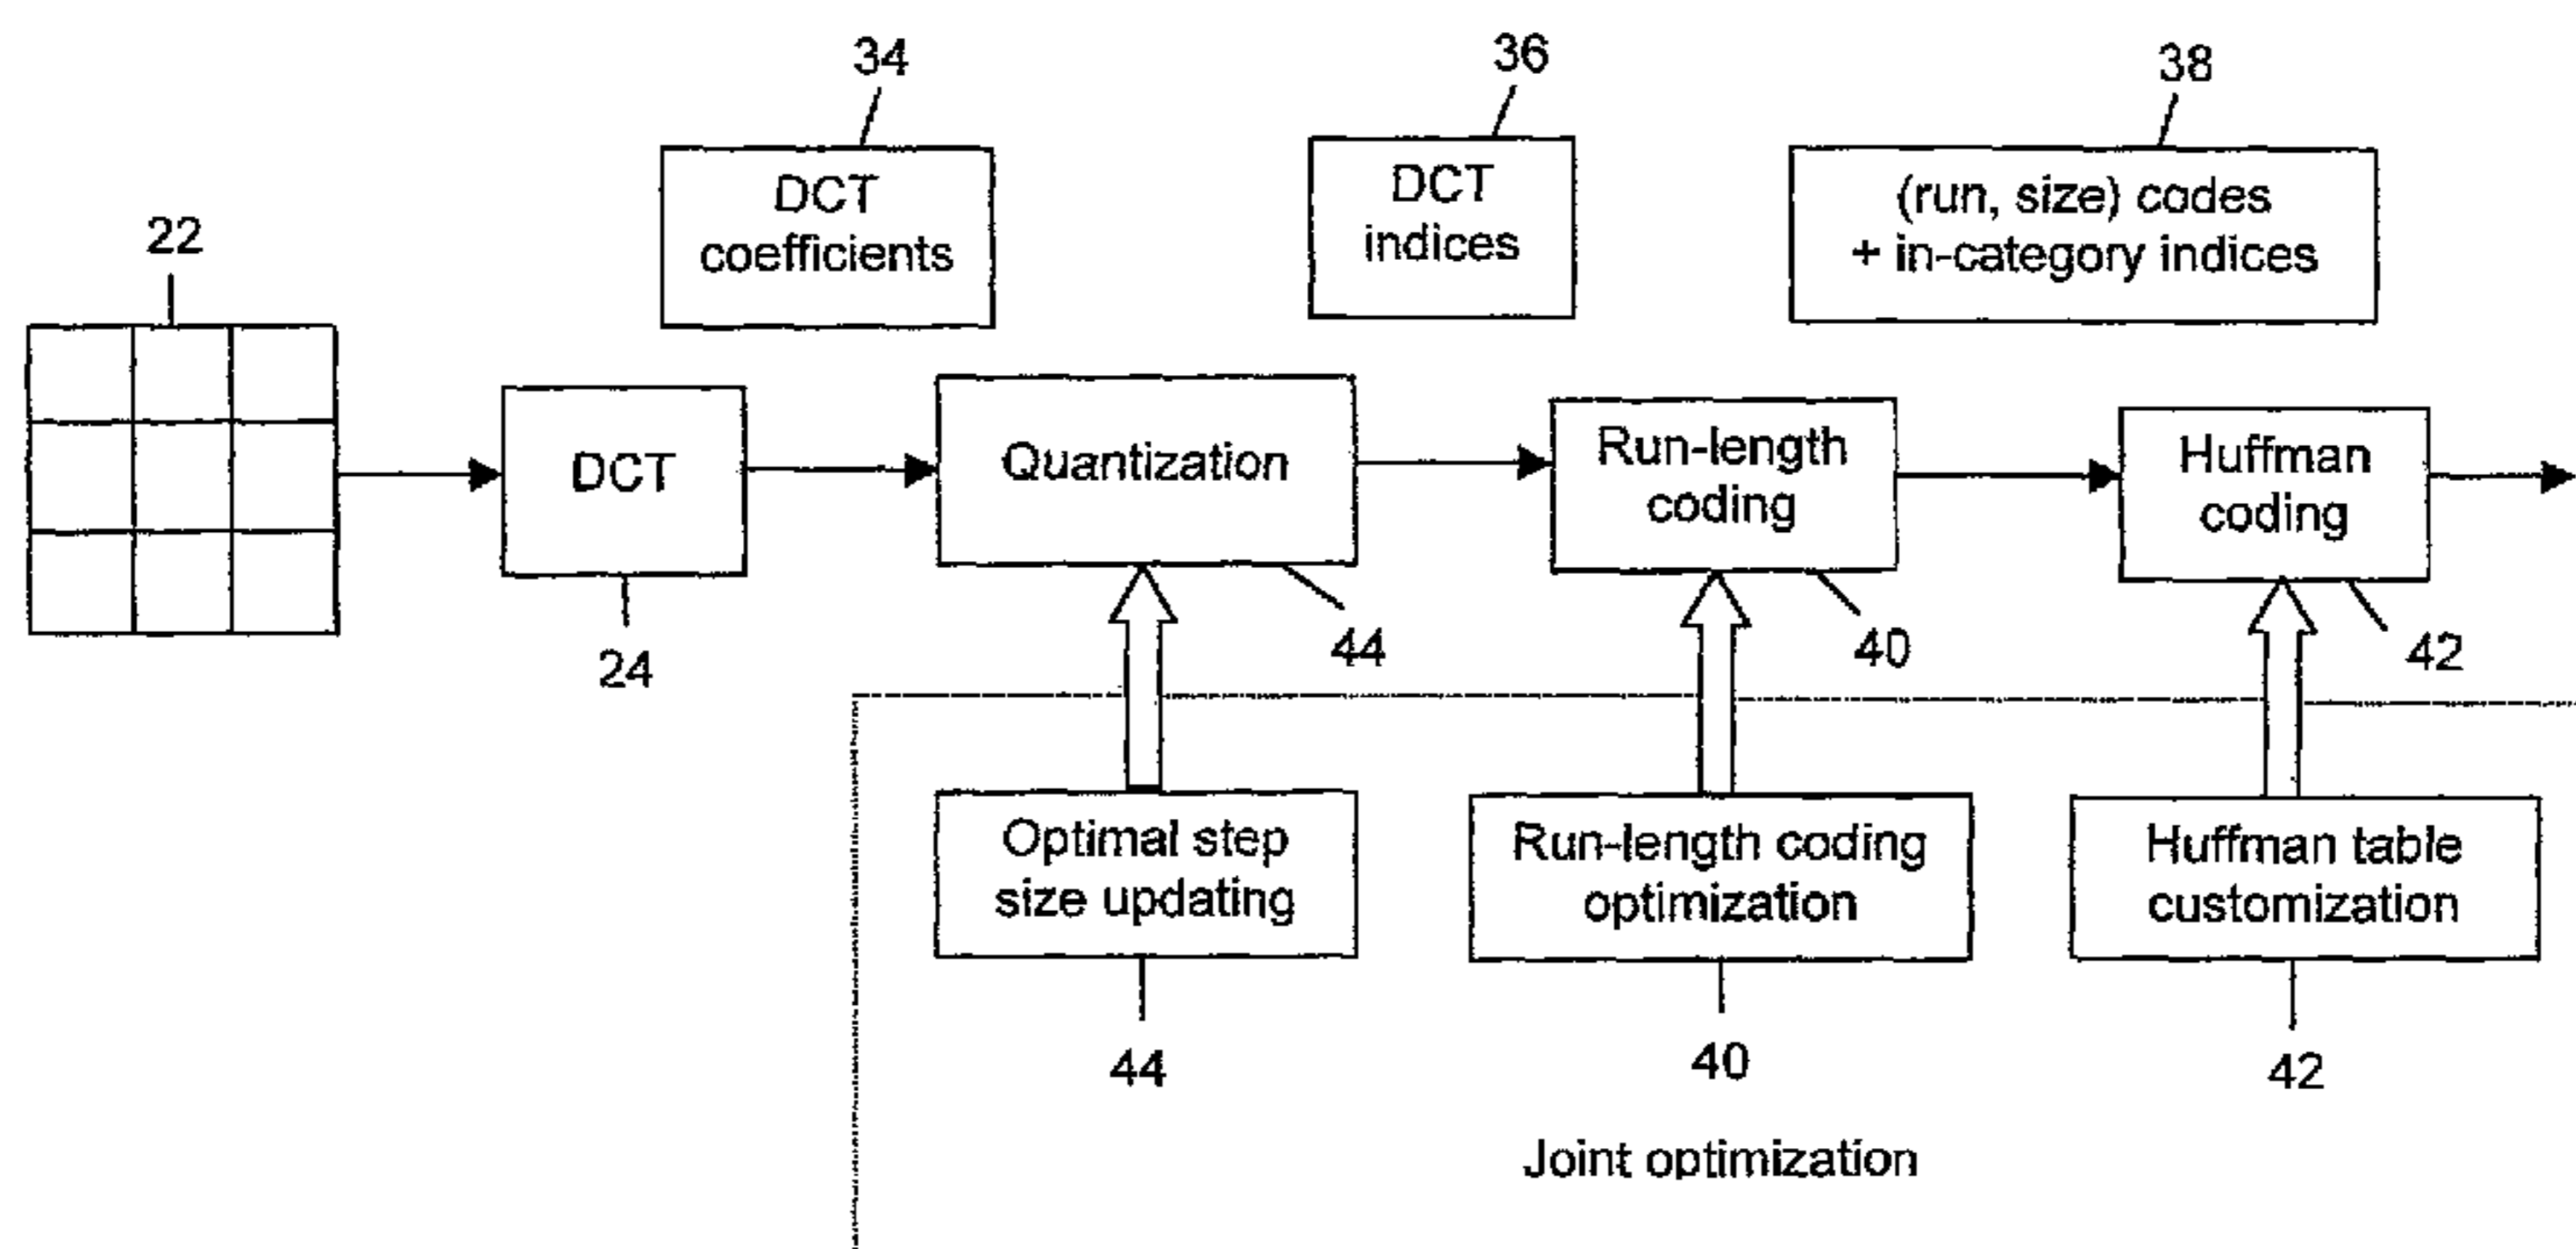 34
36
38
DCT
coefficients
DCT
indices
(run, size) codes
+ in-category indices
22
DCT
Quantization
Run-length
coding
Huffman
coding
24
44
40
42
Optimal step
size updating
Run-length coding
optimization
Huffman table
customization
44
40
42
Joint optimization